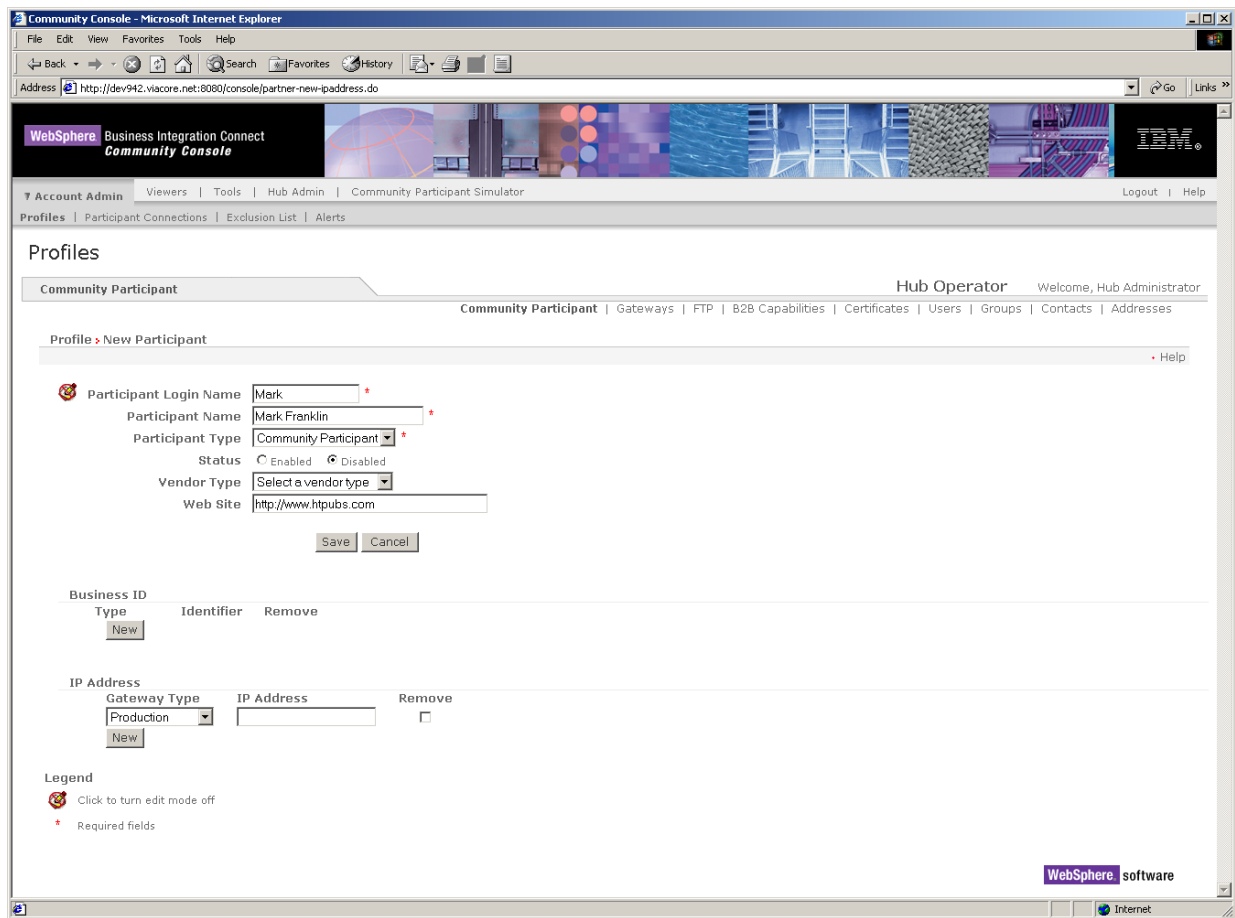 Community Console - Microsoft Internet Explorer
File Edit View Favorites Tools Help
Back Search Favorites History
Address http://dev942.viacore.net:8080/console/partner-new-ipaddress.do Go Links »
WebSphere. Business Integration Connect
Community Console
IBM®
Account Admin Viewers | Tools | Hub Admin | Community Participant Simulator Logout | Help
Profiles | Participant Connections | Exclusion List | Alerts
Profiles
Community Participant Hub Operator Welcome, Hub Administrator
Community Participant | Gateways | FTP | B2B Capabilities | Certificates | Users | Groups | Contacts | Addresses
Profile > New Participant
• Help
Participant Login Name Mark *
Participant Name Mark Franklin *
Participant Type Community Participant *
Status Enabled Disabled
Vendor Type Select a vendor type
Web Site http://www.htpubs.com
Save Cancel
Business ID
Type Identifier Remove
New
IP Address
Gateway Type IP Address Remove
Production
New
Legend
Click to turn edit mode off
* Required fields
WebSphere. software
Internet